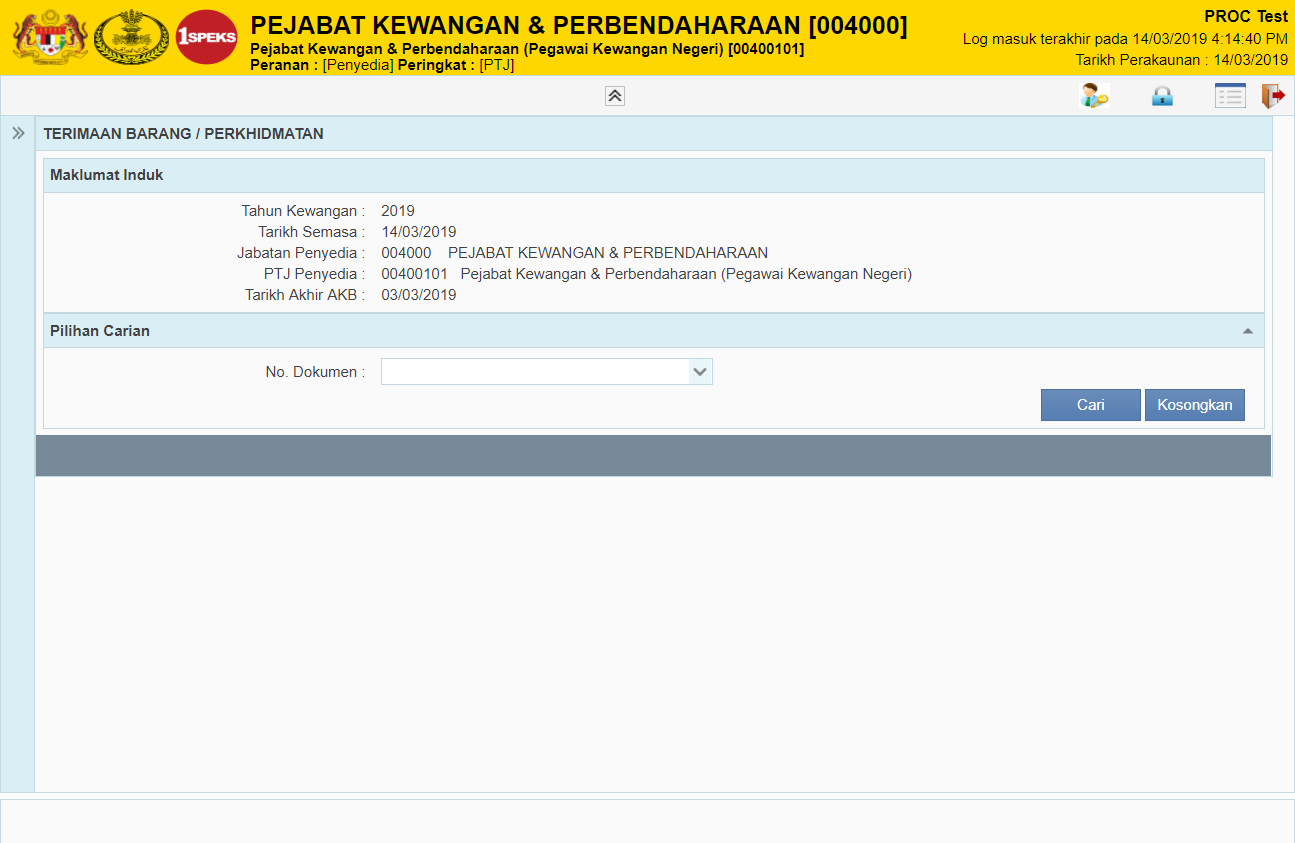 1SPEKS
PEJABAT KEWANGAN & PERBENDAHARAAN [004000]
Pejabat Kewangan & Perbendaharaan (Pegawai Kewangan Negeri) [00400101]
Peranan : [Penyedia] Peringkat : [PTJ]
PROC Test
Log masuk terakhir pada 14/03/2019 4:14:40 PM
Tarikh Perakaunan : 14/03/2019
TERIMAAN BARANG / PERKHIDMATAN
Maklumat Induk
Tahun Kewangan : 2019
Tarikh Semasa : 14/03/2019
Jabatan Penyedia : 004000 PEJABAT KEWANGAN & PERBENDAHARAAN
PTJ Penyedia : 00400101 Pejabat Kewangan & Perbendaharaan (Pegawai Kewangan Negeri)
Tarikh Akhir AKB : 03/03/2019
Pilihan Carian
No. Dokumen :
Cari Kosongkan